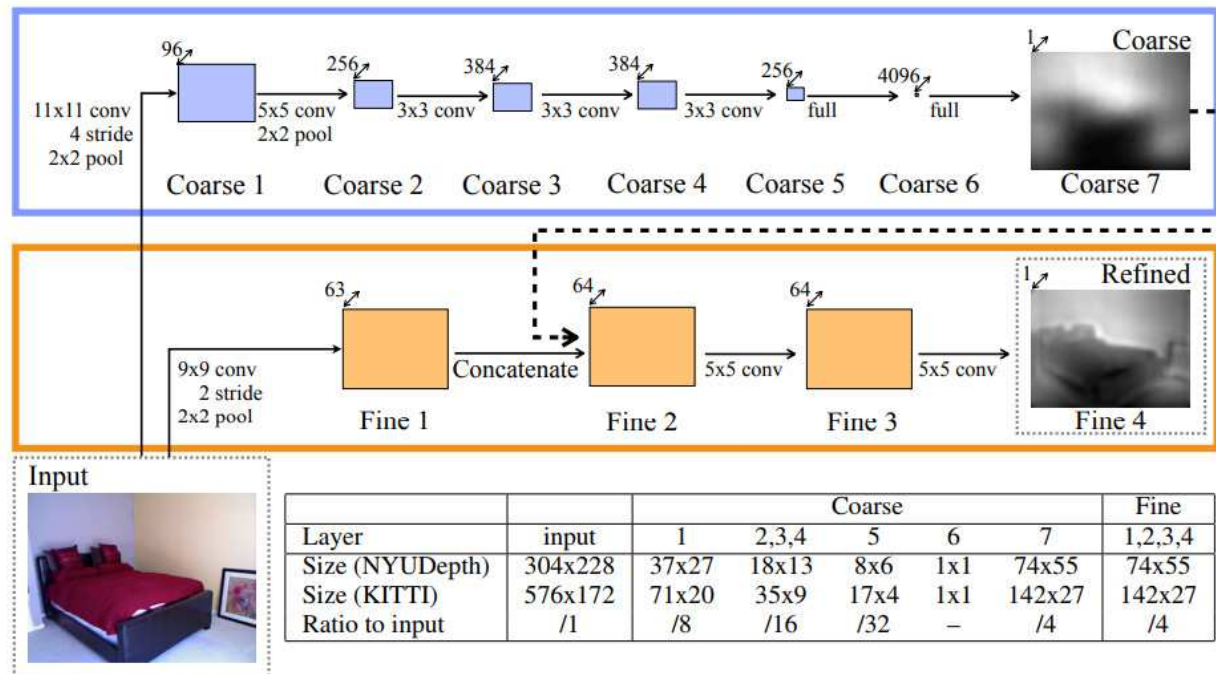 96
256
384
384
256
4096
1
Coarse
11x11 conv
4 stride
2x2 pool
5x5 conv
2x2 pool
3x3 conv
3x3 conv
3x3 conv
full
full
Coarse 1
Coarse 2
Coarse 3
Coarse 4
Coarse 5
Coarse 6
Coarse 7
63
64
64
1
Refined
9x9 conv
2 stride
2x2 pool
Concatenate
5x5 conv
5x5 conv
Fine 1
Fine 2
Fine 3
Fine 4
Input
Coarse Fine
Layer input 1 2,3,4 5 6 7 1,2,3,4
Size (NYUDepth) 304x228 37x27 18x13 8x6 1x1 74x55 74x55
Size (KITTI) 576x172 71x20 35x9 17x4 1x1 142x27 142x27
Ratio to input /1 /8 /16 /32 – /4 /4